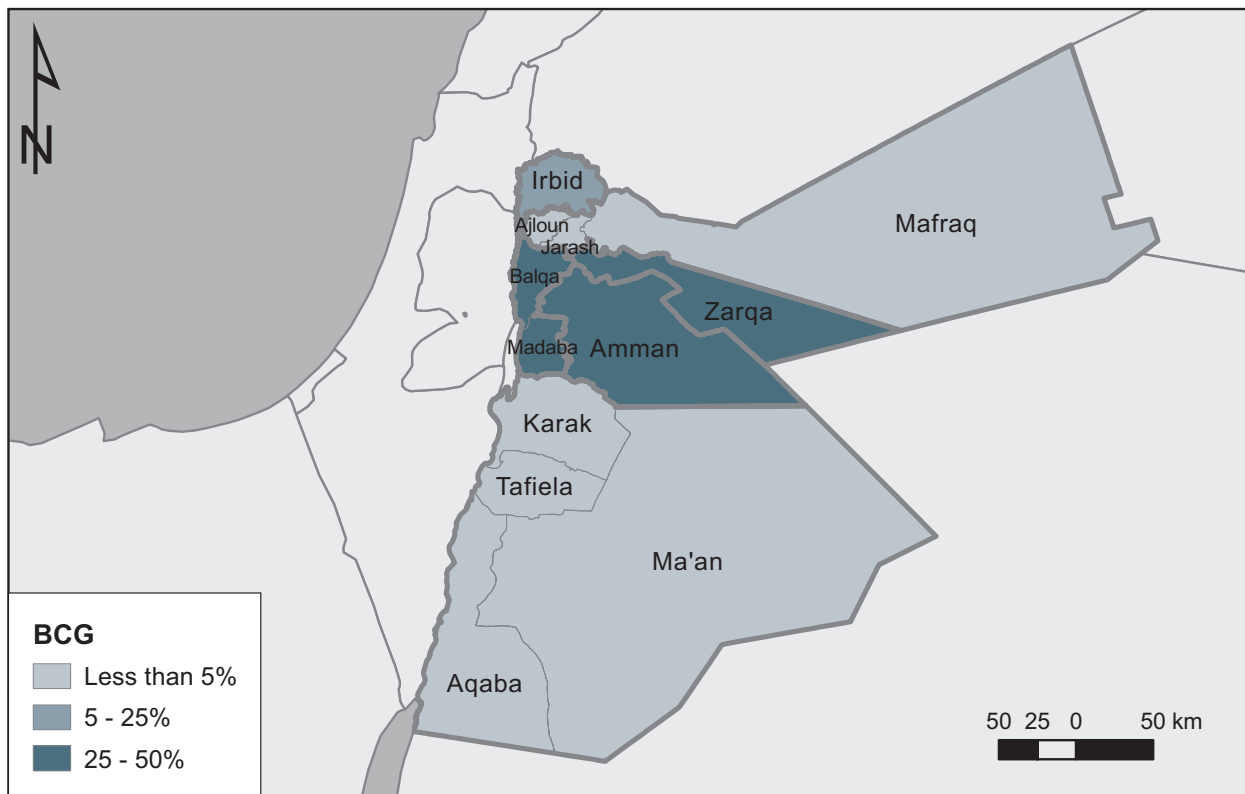 N
Irbid
Ajloun
Jarash
Mafraq
Balqa
Zarqa
Madaba
Amman
Karak
Tafiela
Ma'an
Aqaba
BCG
Less than 5%
5 - 25%
25 - 50%
50 25 0 50 km